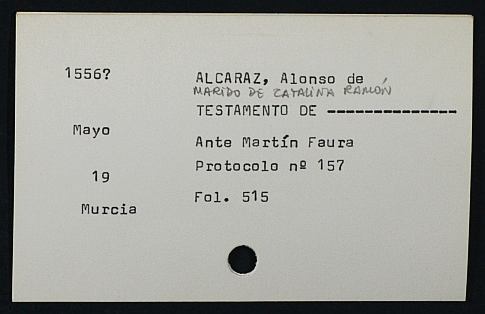 1556?
ALCARAZ, Alonso de
MARIDO DE CATALINA RAMÓN
TESTAMENTO DE ---------------
Mayo
Ante Martín Faura
Protocolo nº 157
19
Fol. 515
Murcia